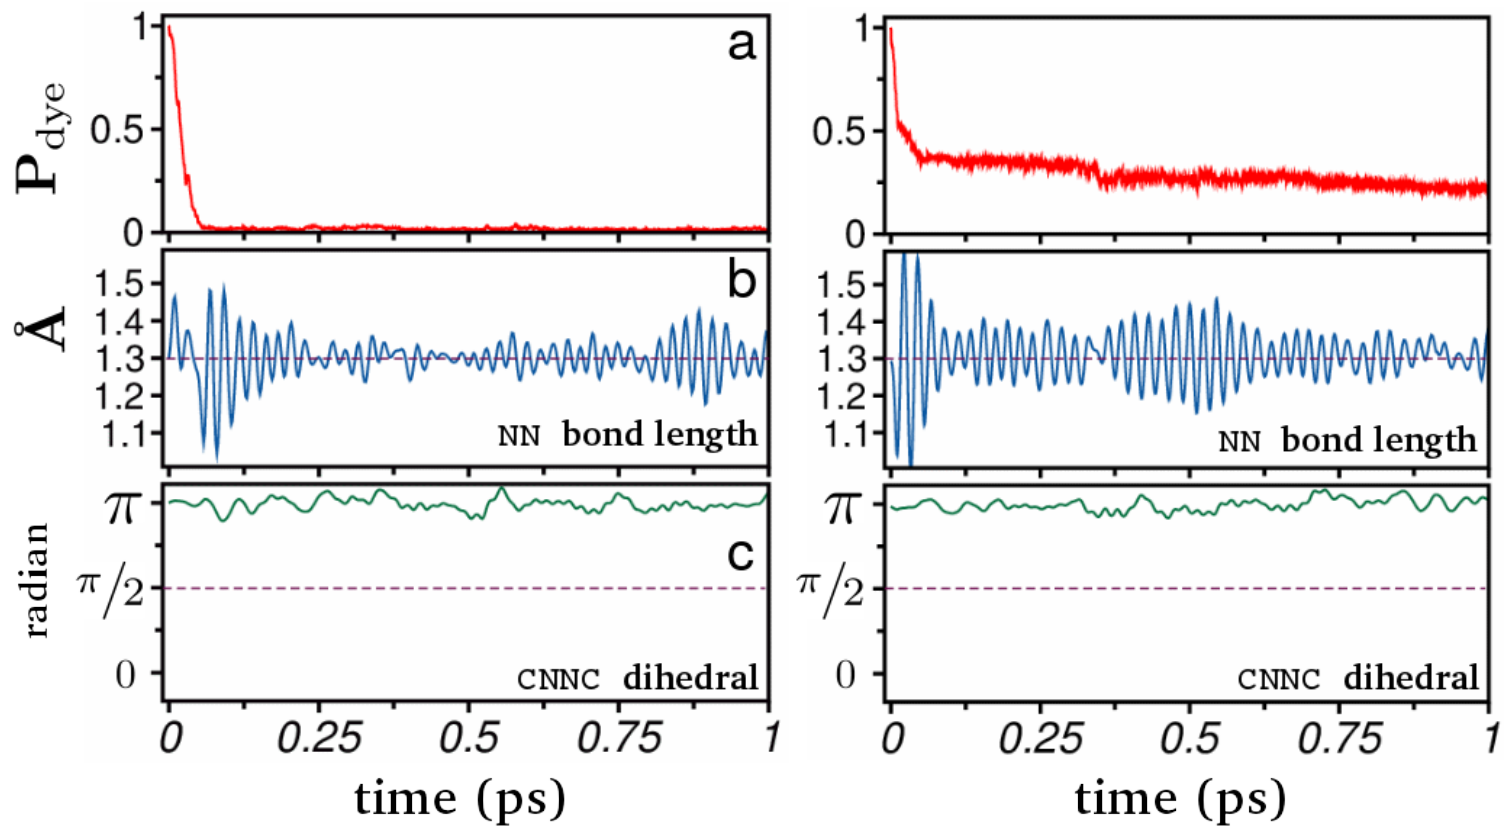 P dye
1
0.5
0
a
1
0.5
0
Å
1.5
1.4
1.3
1.2
1.1
b
NN bond length
1.5
1.4
1.3
1.2
1.1
NN bond length
radian
π
π/2
0
c
CNNC dihedral
π
π/2
0
CNNC dihedral
0 0.25 0.5 0.75 1
0 0.25 0.5 0.75 1
time (ps)
time (ps)